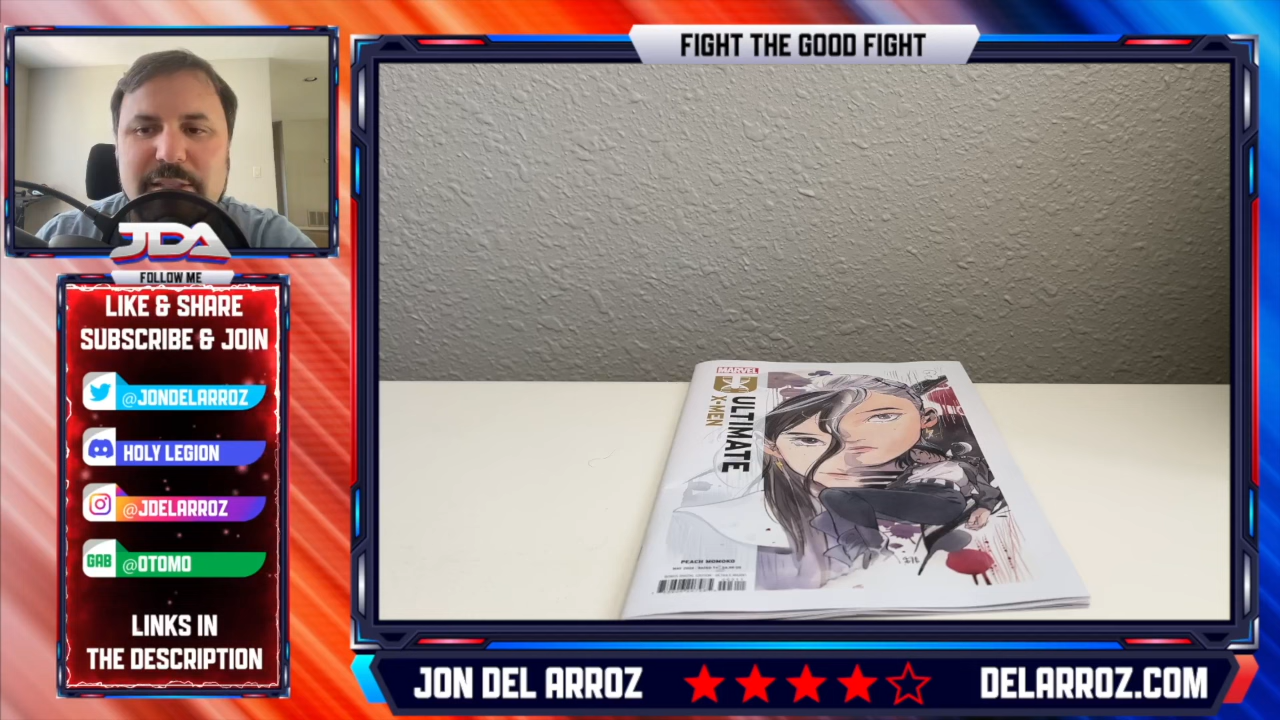 FIGHT THE GOOD FIGHT
JDA
FOLLOW ME
LIKE & SHARE
SUBSCRIBE & JOIN
@JONDELARROZ
HOLY LEGION
@JDELARROZ
GAB @OTOMO
LINKS IN
THE DESCRIPTION
MARVEL
ULTIMATE
X-MEN
PEACH MOMOKO
JON DEL ARROZ
DELARROZ.COM